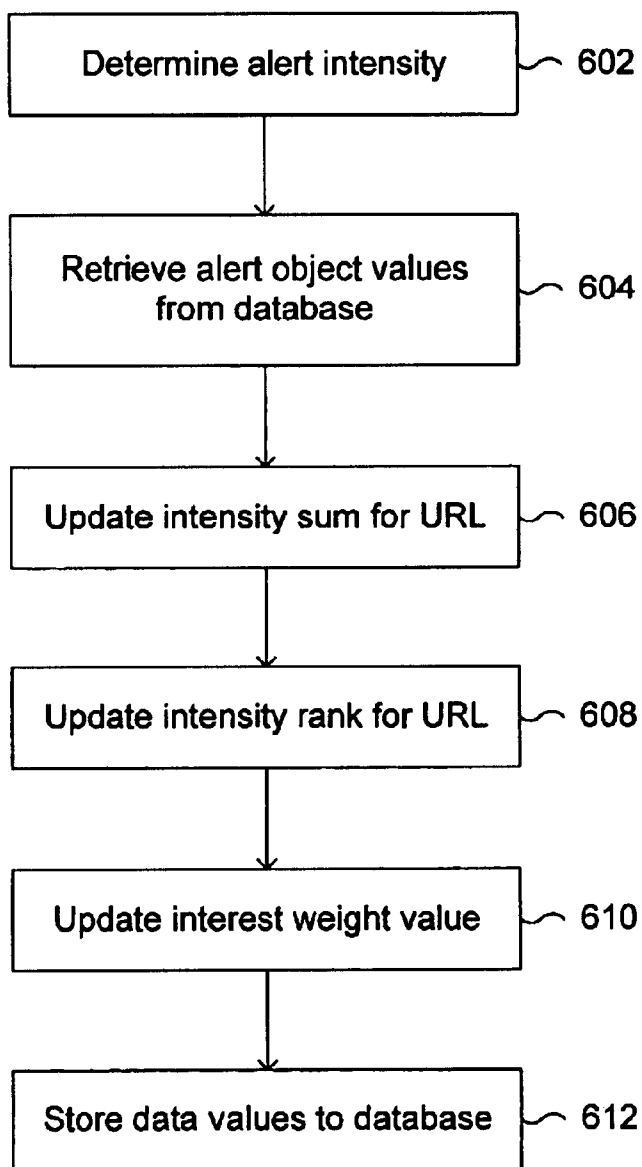 Determine alert intensity 602
Retrieve alert object values
from database 604
Update intensity sum for URL 606
Update intensity rank for URL 608
Update interest weight value 610
Store data values to database 612